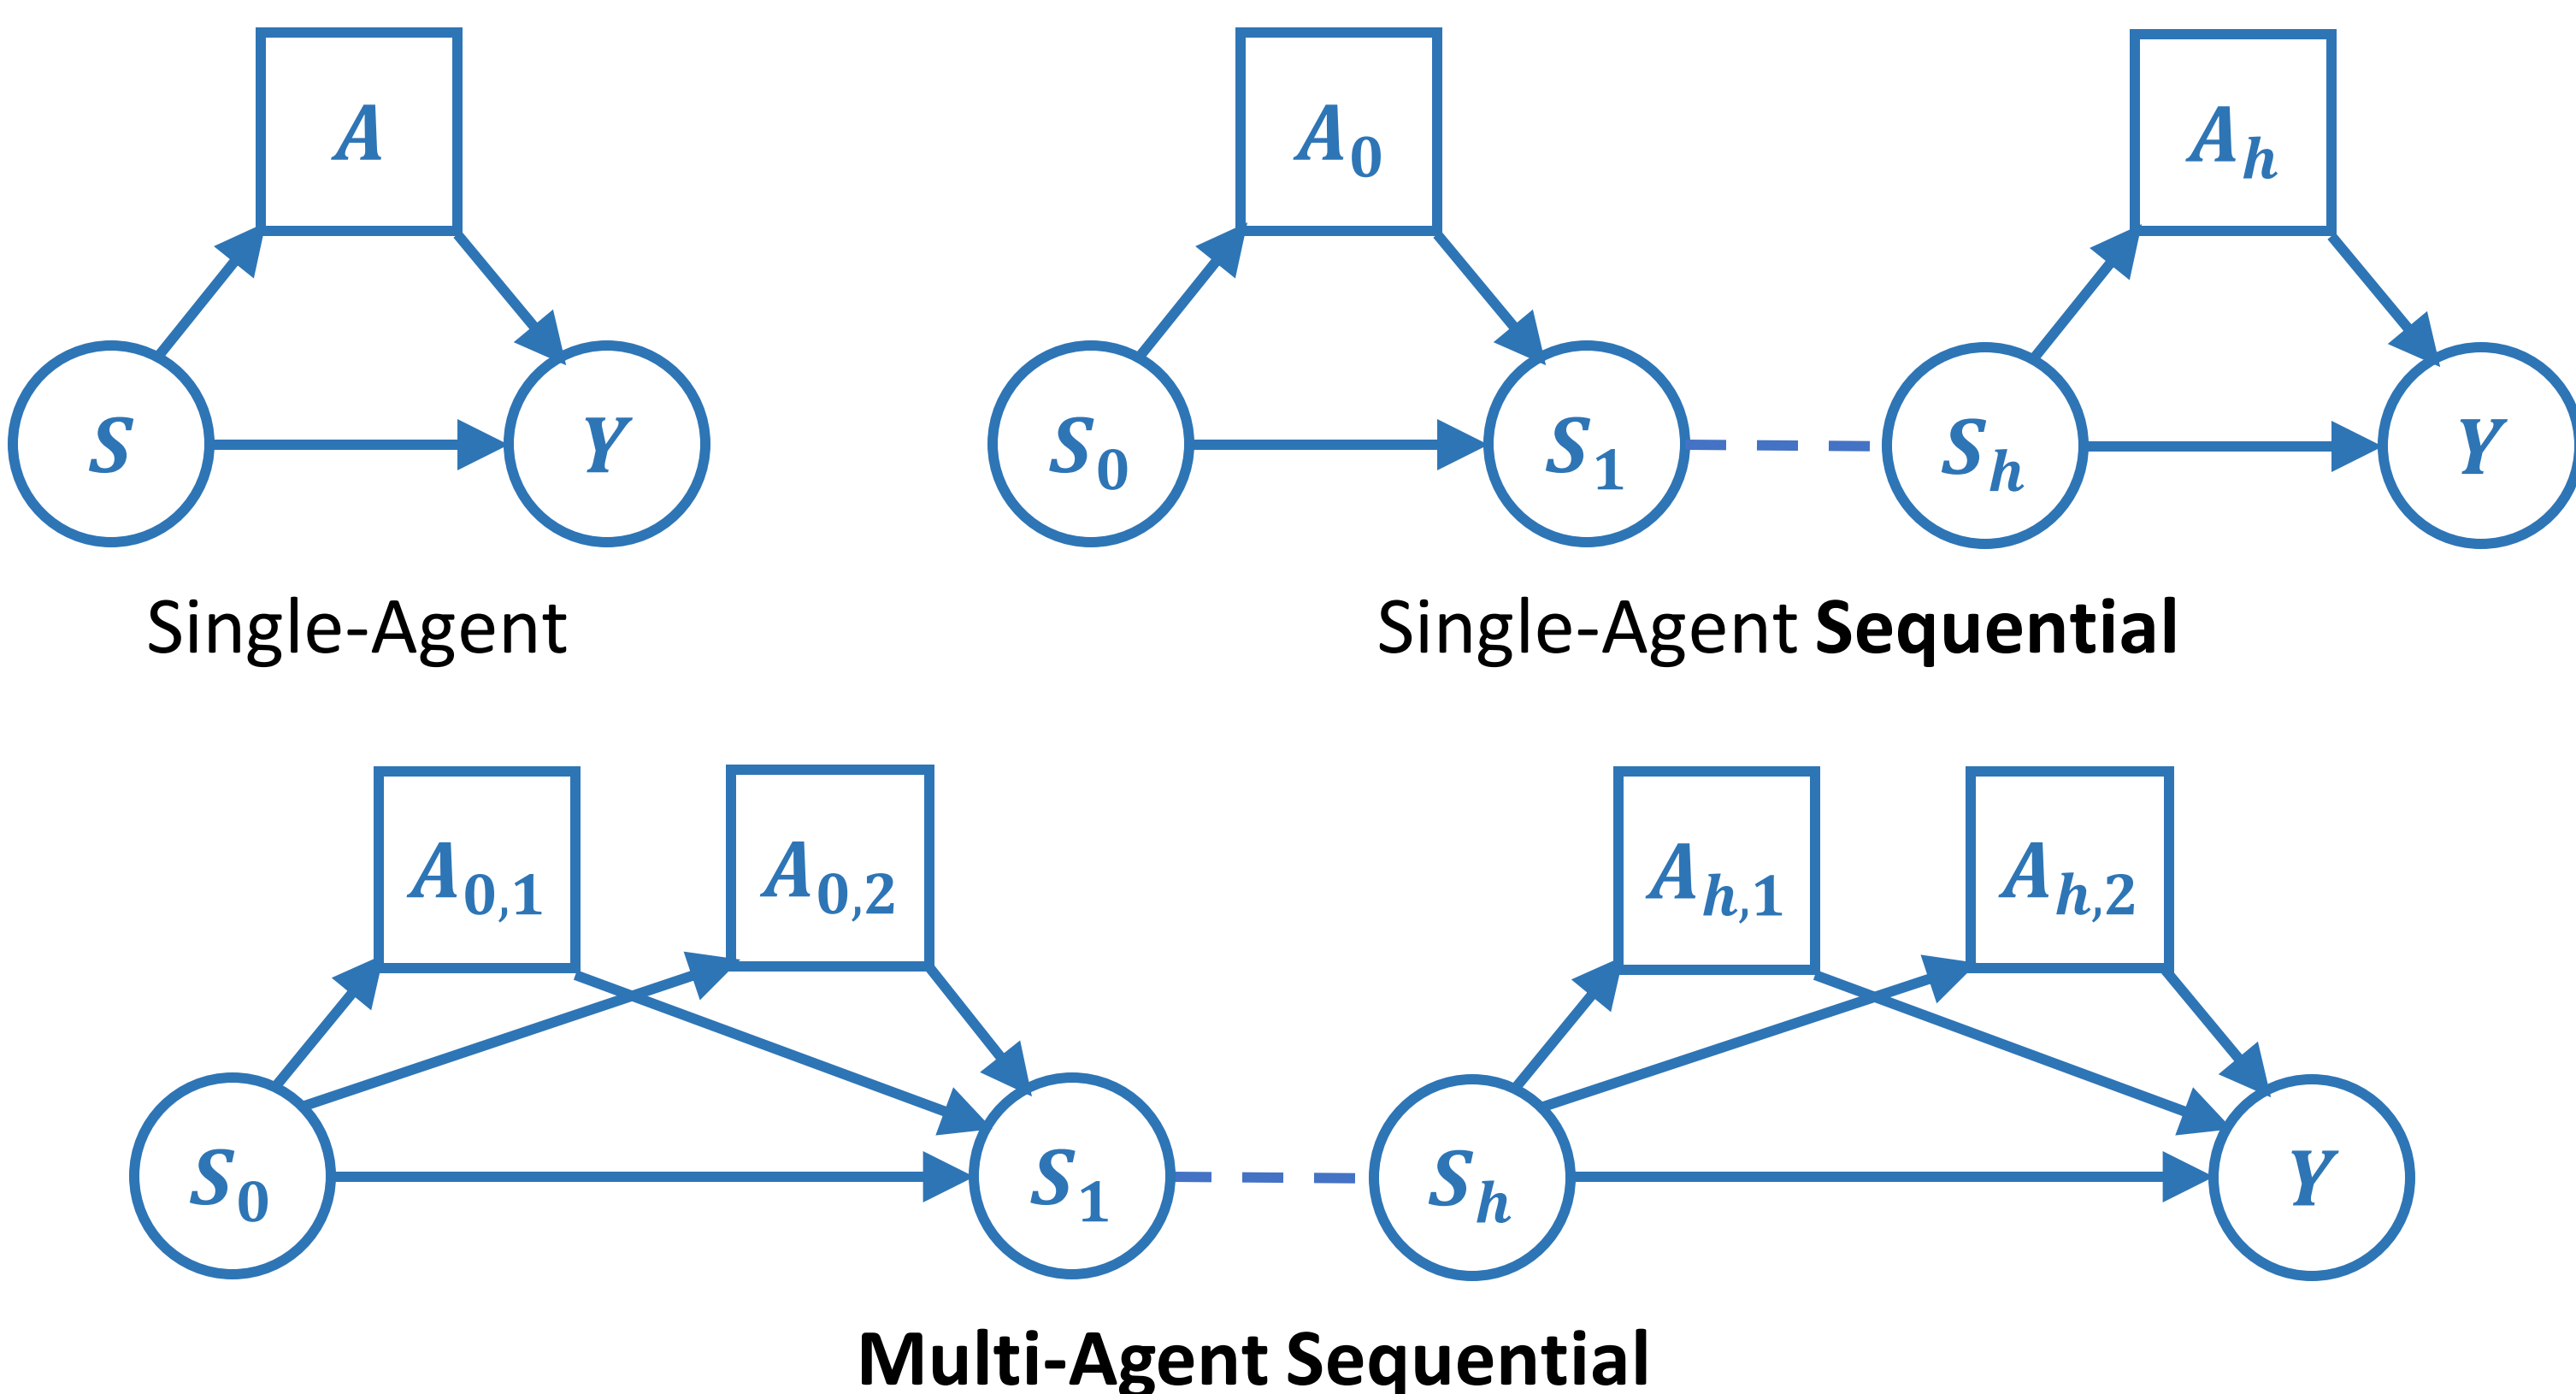 A
A₀
Aₕ
S
Y
S₀
S₁
Sₕ
Y
Single-Agent
Single-Agent Sequential
A₀,₁
A₀,₂
Aₕ,₁
Aₕ,₂
S₀
S₁
Sₕ
Y
Multi-Agent Sequential